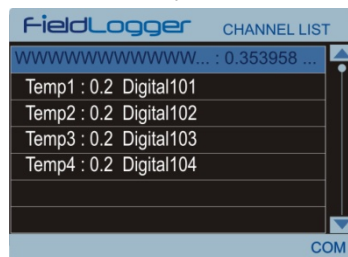 FieldLogger CHANNEL LIST
WWWWWWWWWWWW... : 0.353958 ...
Temp1 : 0.2 Digital101
Temp2 : 0.2 Digital102
Temp3 : 0.2 Digital103
Temp4 : 0.2 Digital104
COM